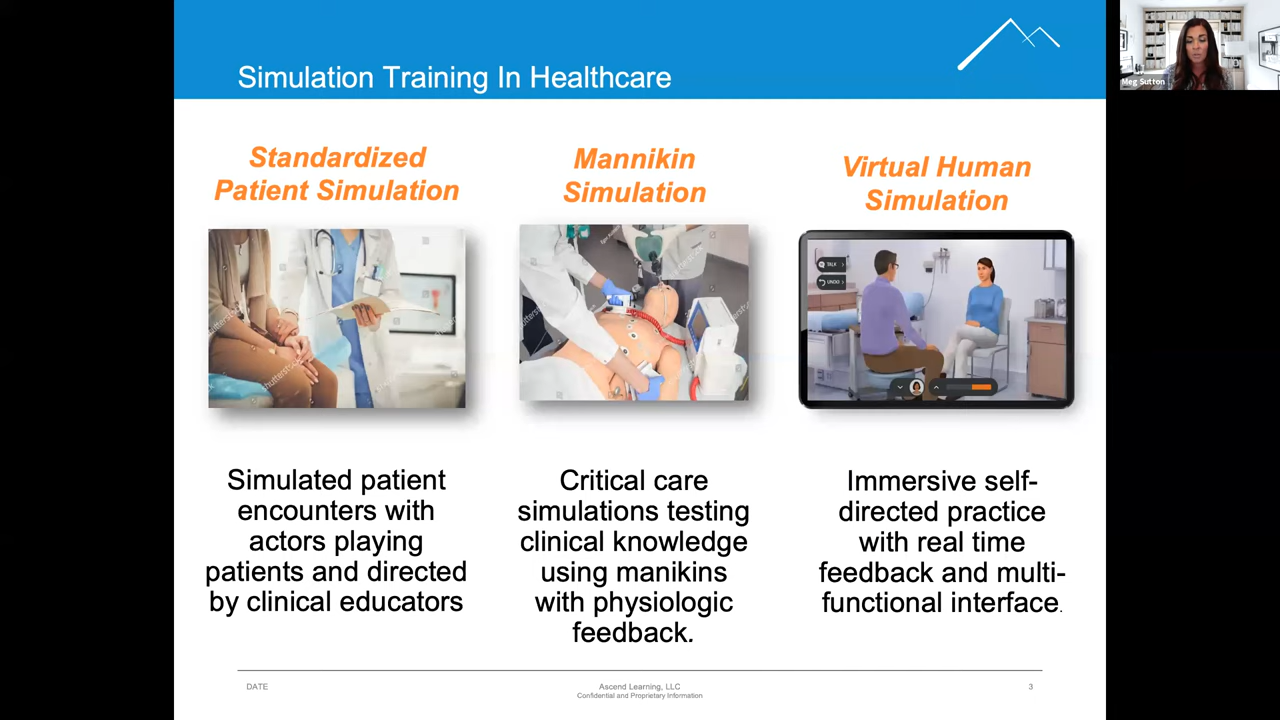 Simulation Training In Healthcare
Meg Sutton
Standardized
Patient Simulation
Mannikin
Simulation
Virtual Human
Simulation
TALK
UNDO
Simulated patient
encounters with
actors playing
patients and directed
by clinical educators
Critical care
simulations testing
clinical knowledge
using manikins
with physiologic
feedback.
Immersive self-
directed practice
with real time
feedback and multi-
functional interface.
DATE
Ascend Learning, LLC
Confidential and Proprietary Information
3